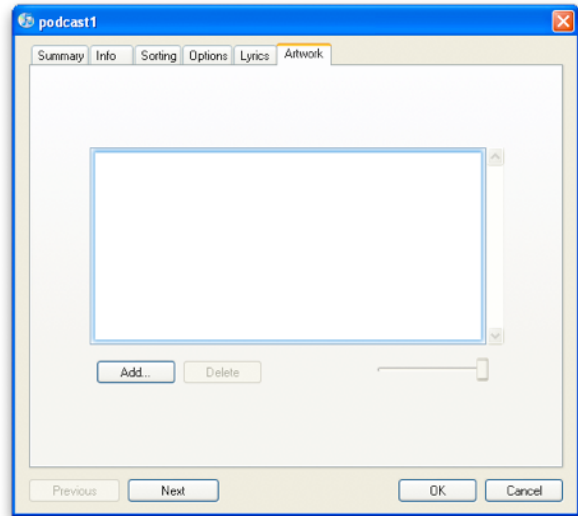 podcast1
Summary Info Sorting Options Lyrics Artwork
Add... Delete
Previous Next OK Cancel